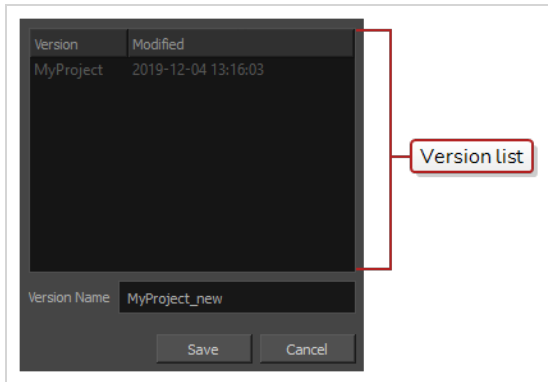 Version Modified
MyProject 2019-12-04 13:16:03
Version list
Version Name MyProject_new
Save Cancel